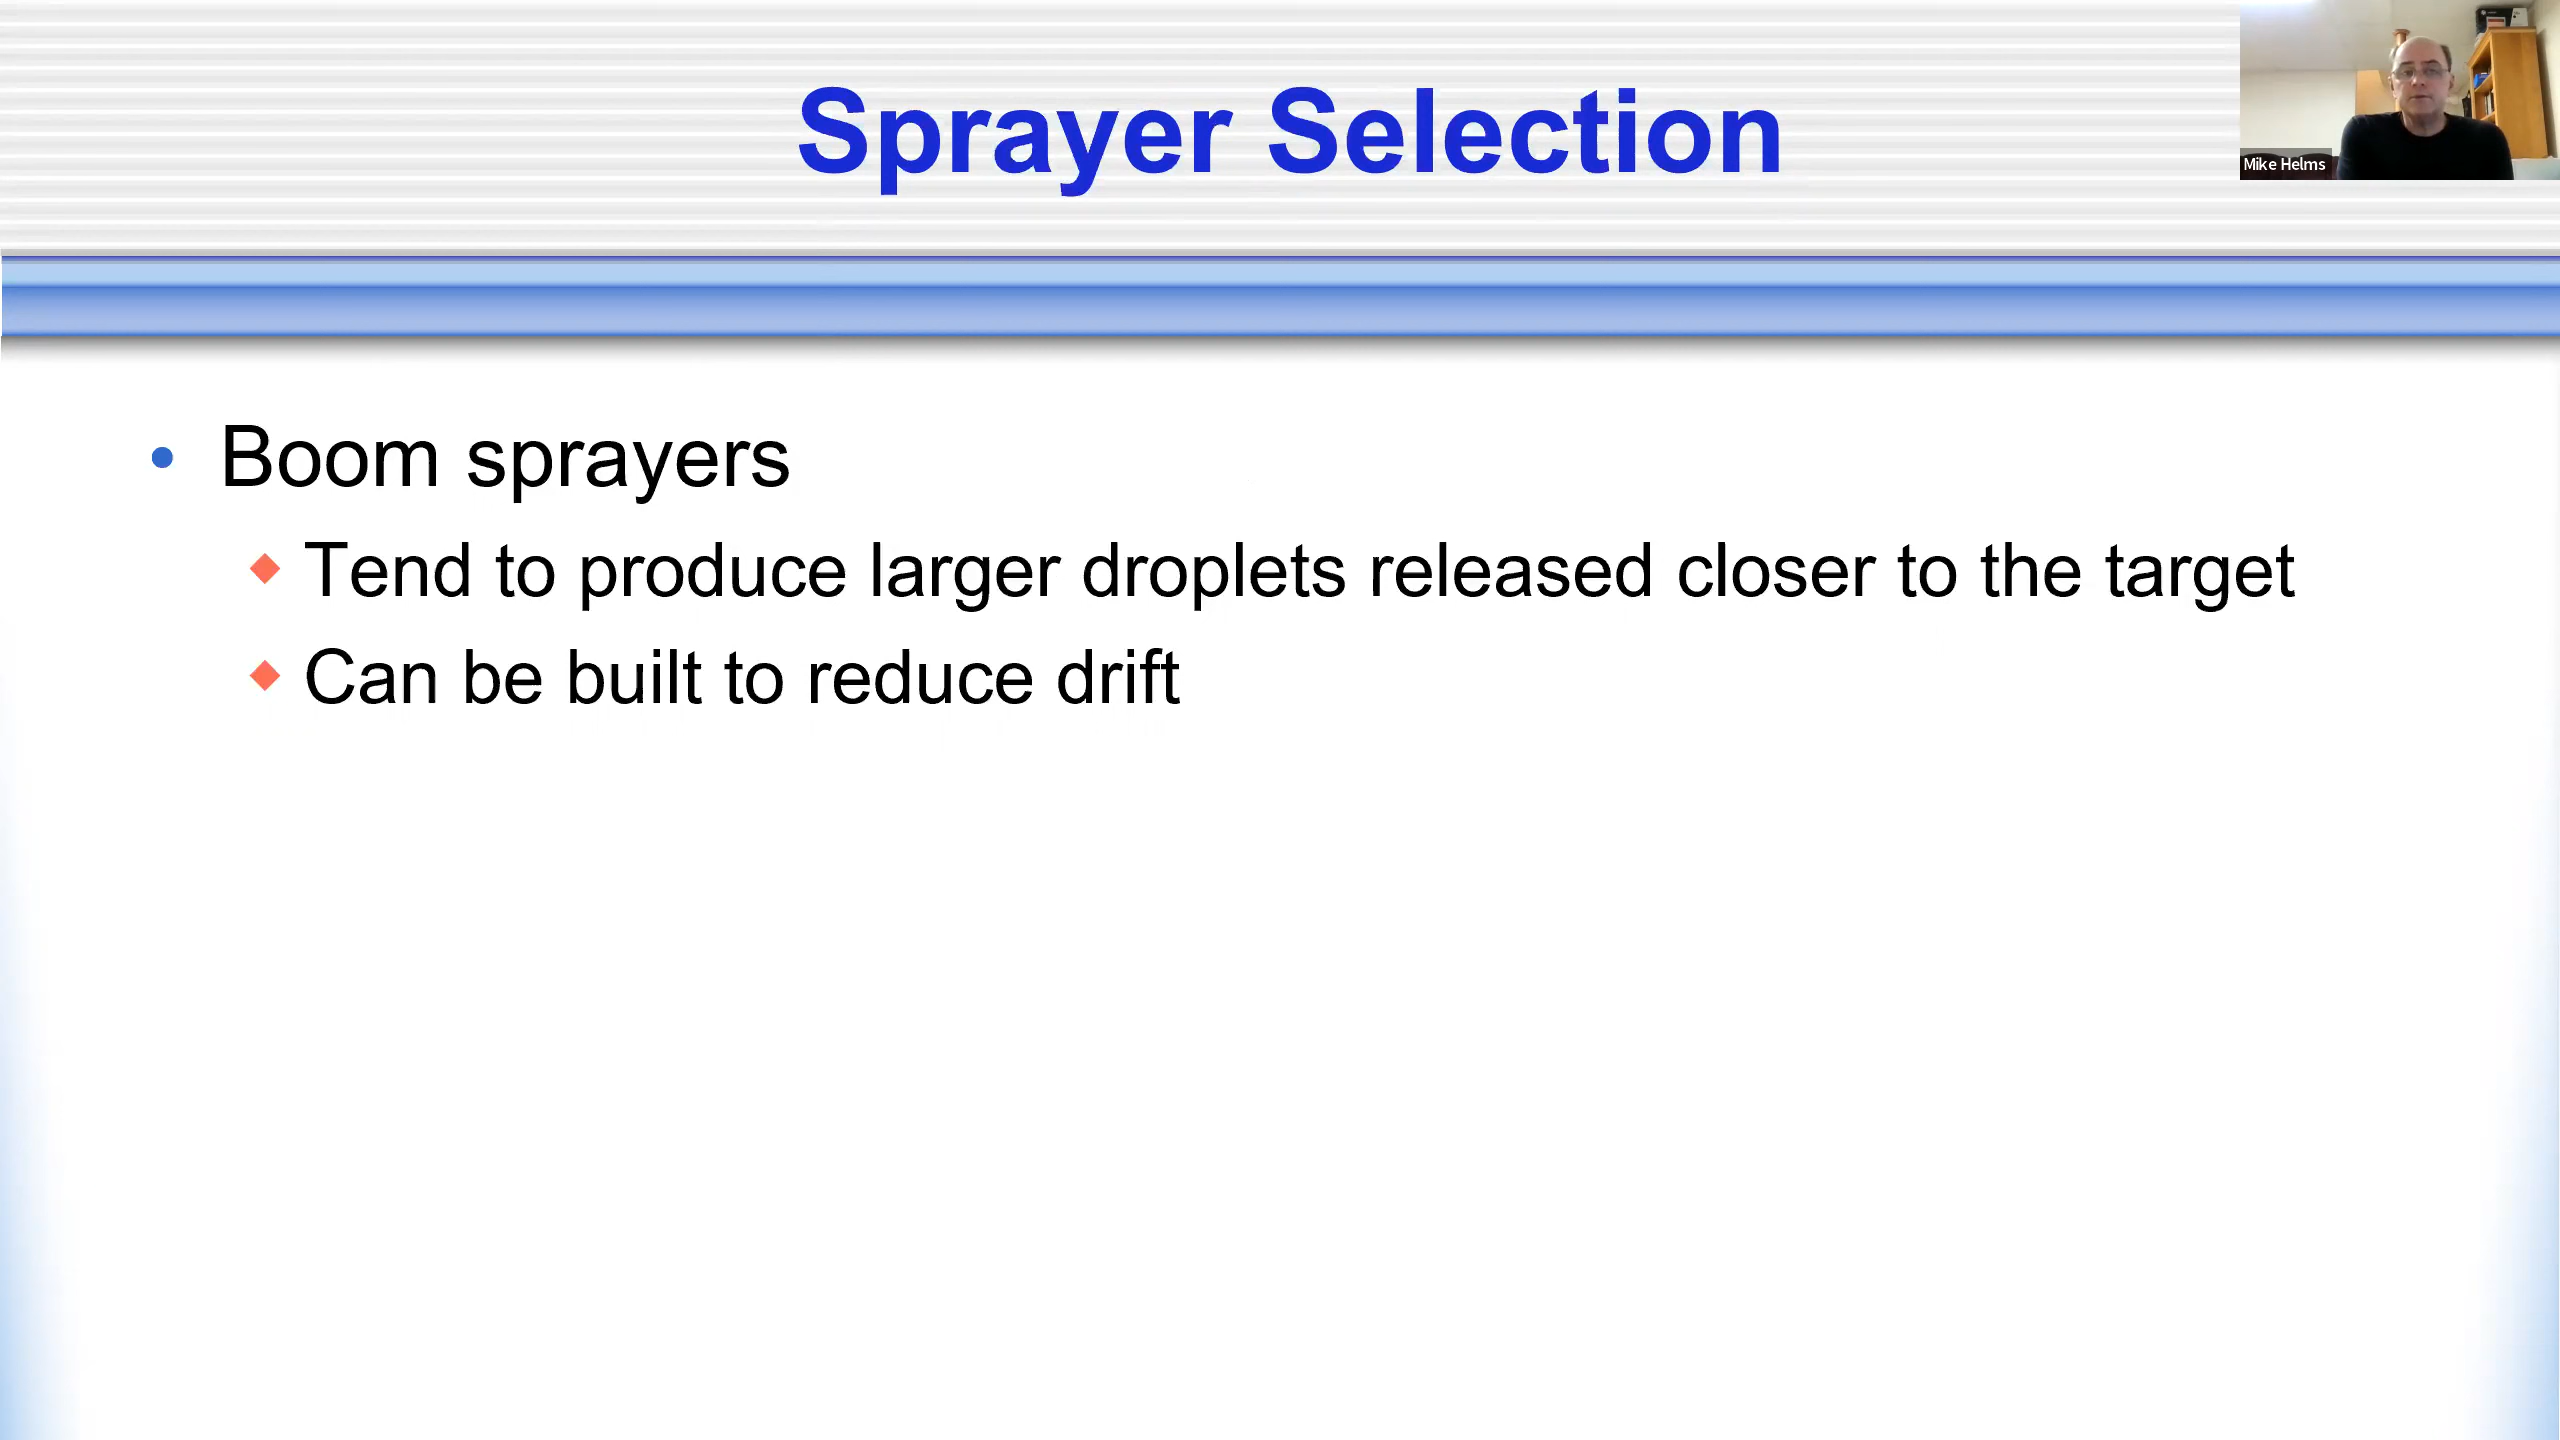 Sprayer Selection
Mike Helms
• Boom sprayers
◆ Tend to produce larger droplets released closer to the target
◆ Can be built to reduce drift